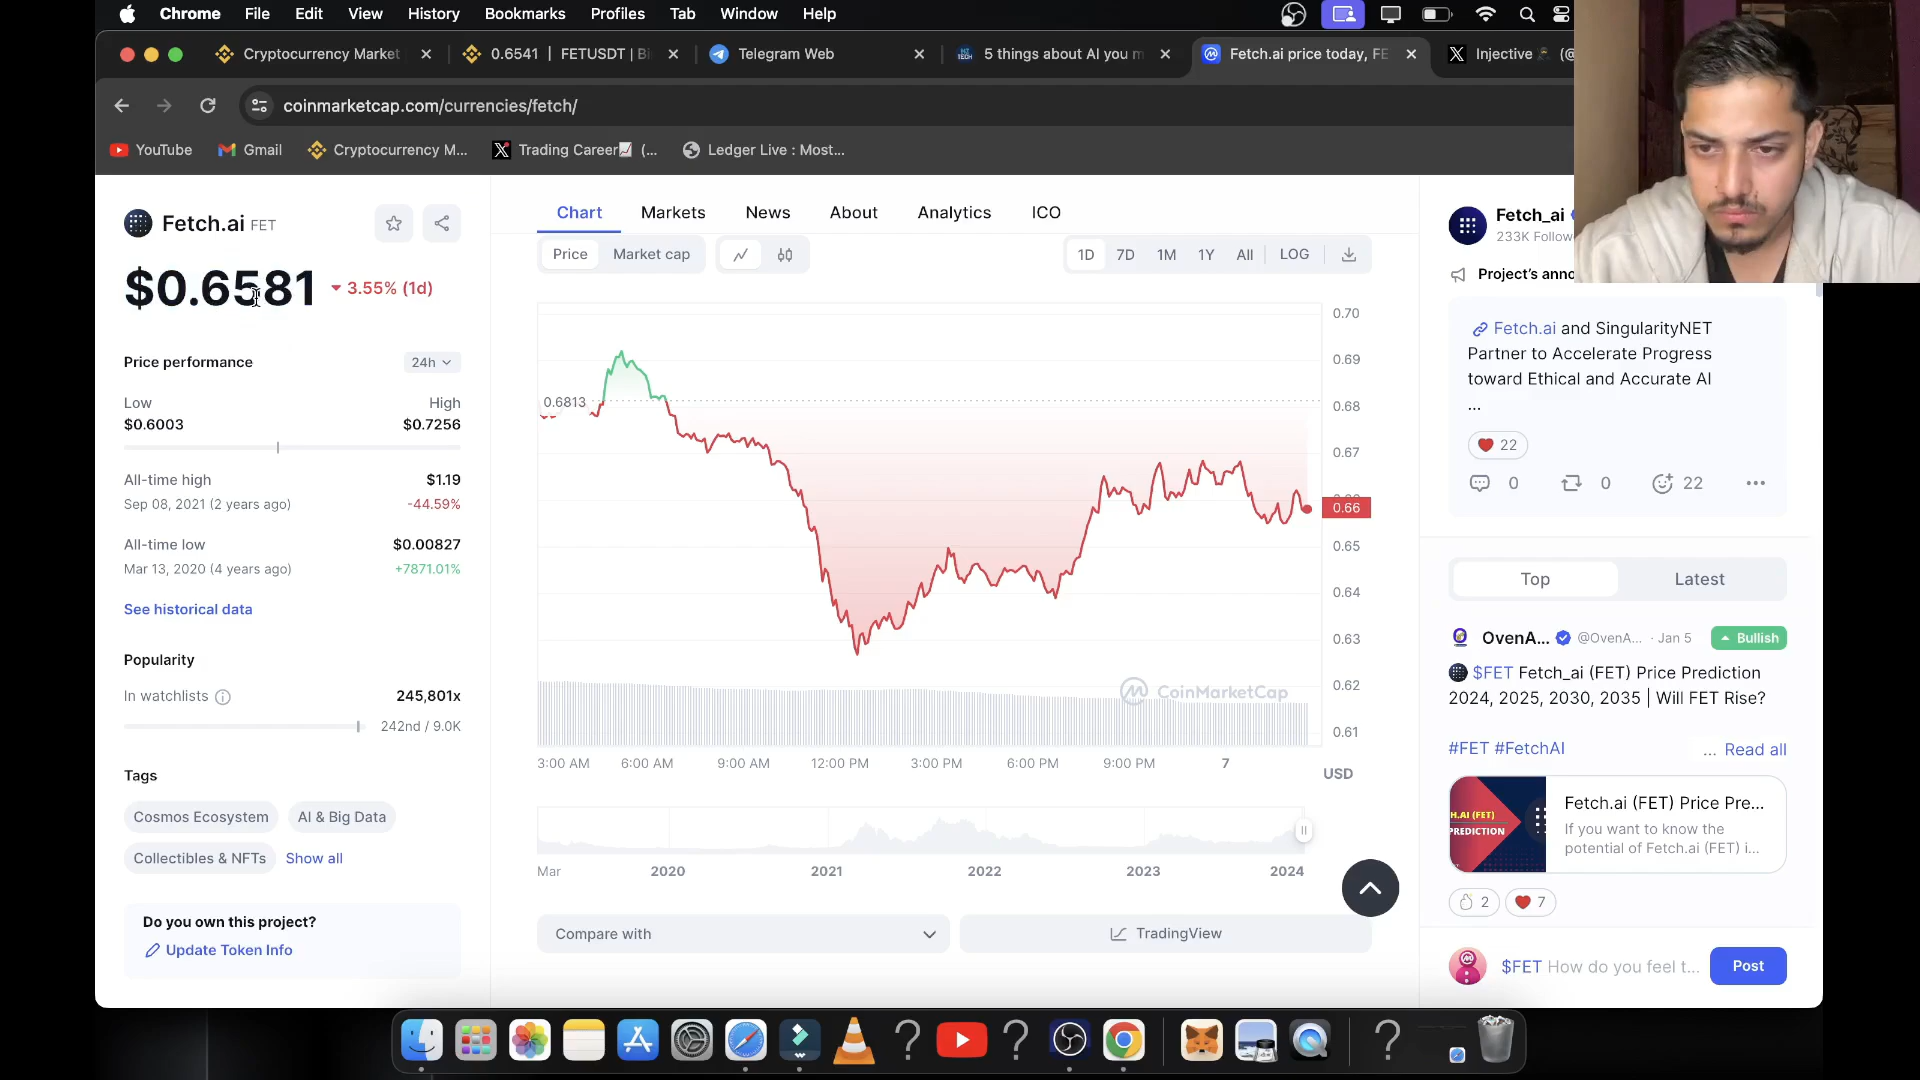 Chrome File Edit View History Bookmarks Profiles Tab Window Help
Cryptocurrency Market
0.6541 | FETUSDT | Bi
Telegram Web
5 things about AI you m
Fetch.ai price today, FE
Injective
coinmarketcap.com/currencies/fetch/
YouTube
Gmail
Cryptocurrency M...
Trading Career (...
Ledger Live : Most...
Fetch.ai FET
$0.6581 3.55% (1d)
Price performance 24h
Low High
$0.6003 $0.7256
All-time high $1.19
Sep 08, 2021 (2 years ago) -44.59%
All-time low $0.00827
Mar 13, 2020 (4 years ago) +7871.01%
See historical data
Popularity
In watchlists 245,801x
242nd / 9.0K
Tags
Cosmos Ecosystem AI & Big Data
Collectibles & NFTs Show all
Do you own this project?
Update Token Info
Chart Markets News About Analytics ICO
Price Market cap
1D 7D 1M 1Y All LOG
0.6813
0.70
0.69
0.68
0.67
0.66
0.65
0.64
0.63
0.62
0.61
CoinMarketCap
3:00 AM 6:00 AM 9:00 AM 12:00 PM 3:00 PM 6:00 PM 9:00 PM 7
USD
Mar 2020 2021 2022 2023 2024
Compare with
TradingView
Fetch_ai
233K Follow
Project's anno
Fetch.ai and SingularityNET
Partner to Accelerate Progress
toward Ethical and Accurate AI
...
22
0 0 22
Top Latest
OvenA... @OvenA... · Jan 5 Bullish
$FET Fetch_ai (FET) Price Prediction
2024, 2025, 2030, 2035 | Will FET Rise?
#FET #FetchAI ... Read all
H.AI (FET)
PREDICTION
Fetch.ai (FET) Price Pre...
If you want to know the
potential of Fetch.ai (FET) i...
2 7
$FET How do you feel t... Post